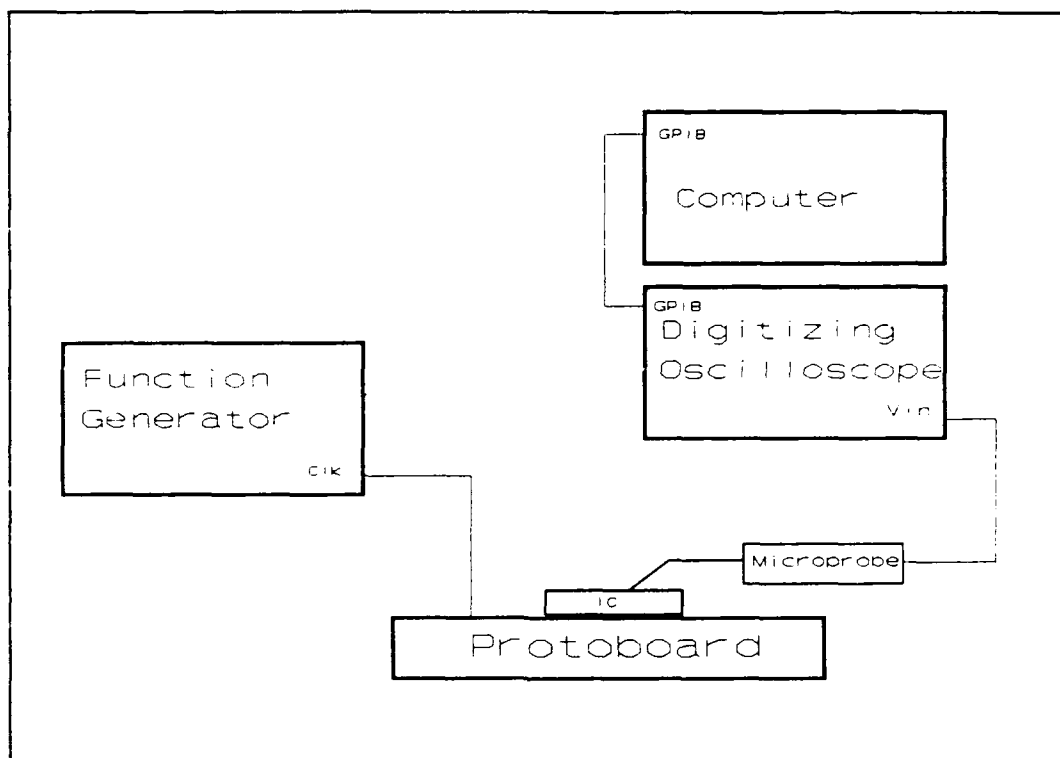 GPIB
Computer
GPIB
Digitizing
Oscilloscope
Vin
Function
Generator
Clk
Microprobe
IC
Protoboard